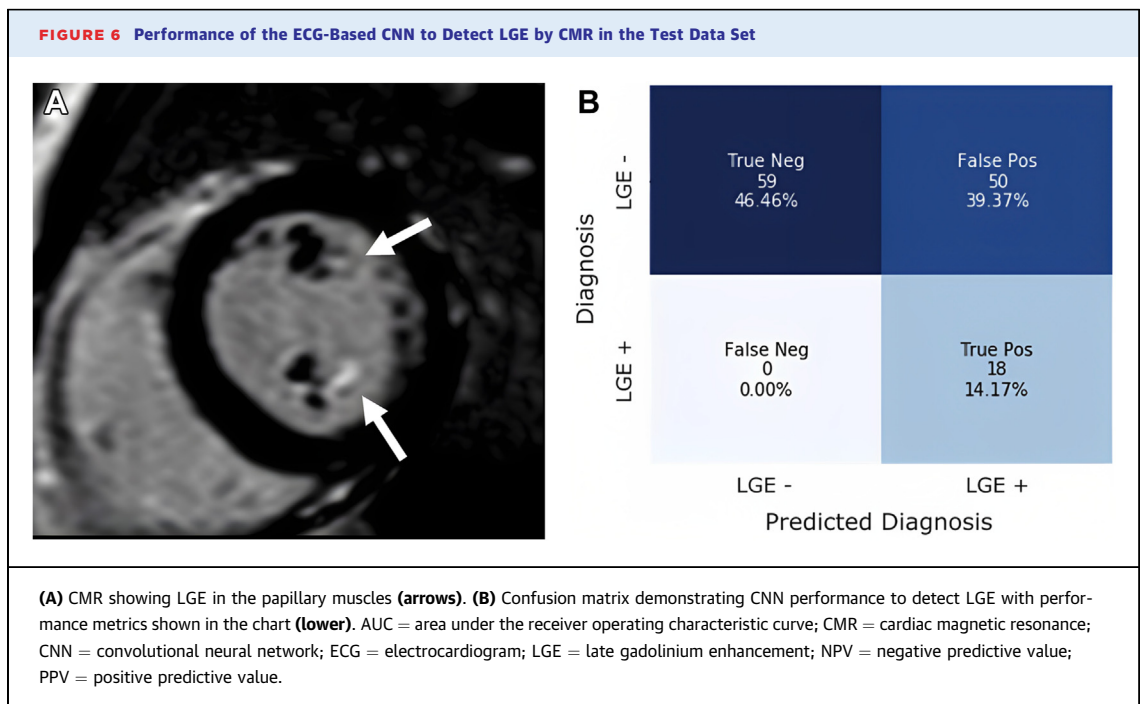 FIGURE 6 Performance of the ECG-Based CNN to Detect LGE by CMR in the Test Data Set
A
B
True Neg
59
46.46%
False Pos
50
39.37%
LGE -
Diagnosis
LGE +
False Neg
0
0.00%
True Pos
18
14.17%
LGE -
LGE +
Predicted Diagnosis
(A) CMR showing LGE in the papillary muscles (arrows). (B) Confusion matrix demonstrating CNN performance to detect LGE with perfor-
mance metrics shown in the chart (lower). AUC = area under the receiver operating characteristic curve; CMR = cardiac magnetic resonance;
CNN = convolutional neural network; ECG = electrocardiogram; LGE = late gadolinium enhancement; NPV = negative predictive value;
PPV = positive predictive value.